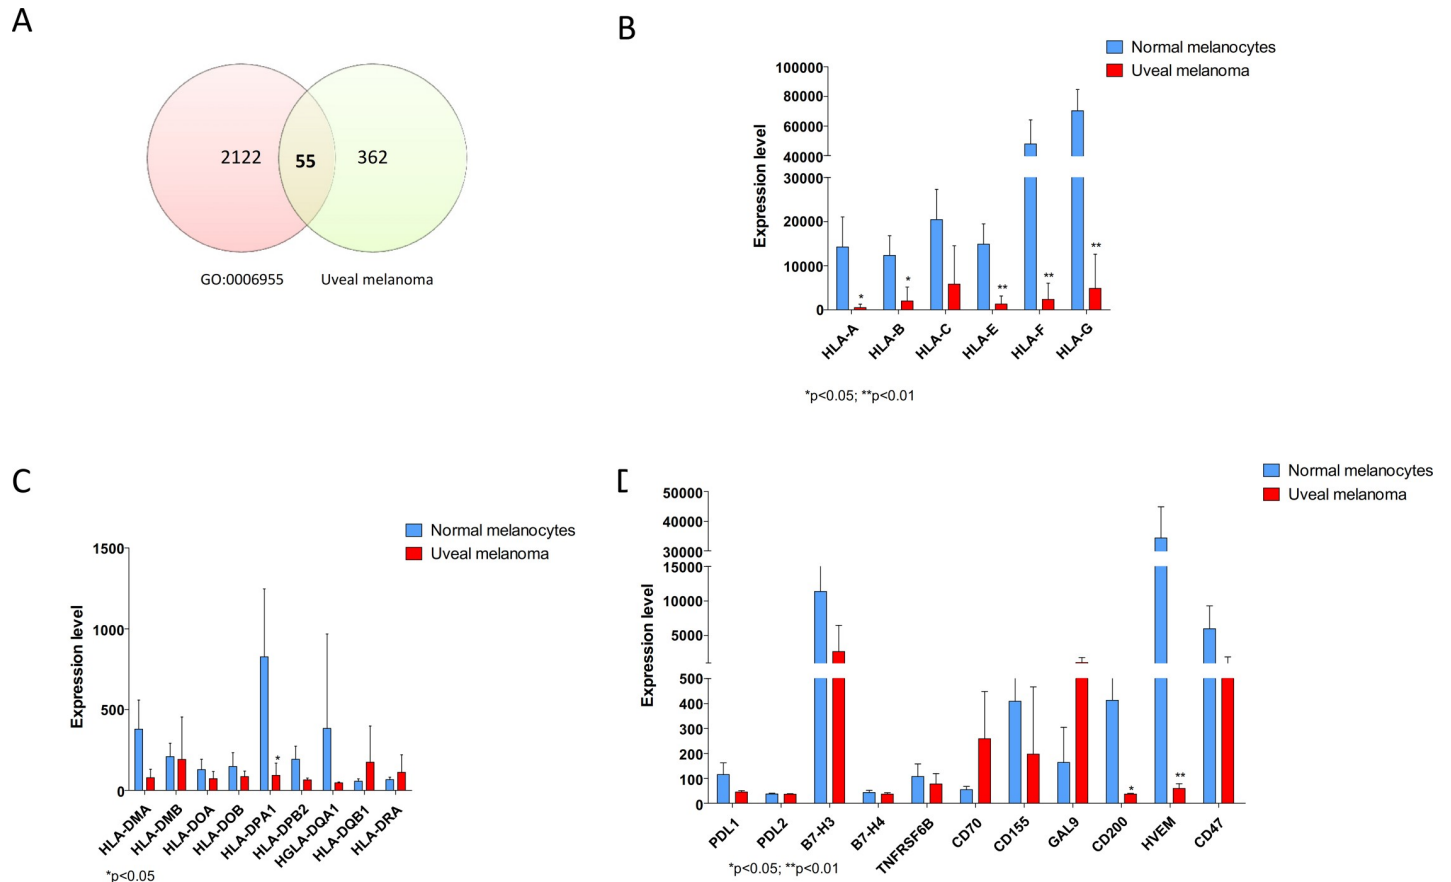 A
2122
55
362
GO:0006955
Uveal melanoma
B
Normal melanocytes
Uveal melanoma
Expression level
100000
80000
60000
40000
30000
20000
10000
0
*
*
**
**
**
HLA-A
HLA-B
HLA-C
HLA-E
HLA-F
HLA-G
*p<0.05; **p<0.01
C
Normal melanocytes
Uveal melanoma
Expression level
1500
1000
500
0
*
HLA-DMA
HLA-DMB
HLA-DOA
HLA-DOB
HLA-DPA1
HLA-DPB2
HGLA-DQA1
HLA-DQB1
HLA-DRA
*p<0.05
Normal melanocytes
Uveal melanoma
Expression level
50000
40000
30000
15000
10000
5000
500
400
300
200
100
0
*
**
PDL1
PDL2
B7-H3
B7-H4
TNFRSF6B
CD70
CD155
GAL9
CD200
HVEM
CD47
*p<0.05; **p<0.01